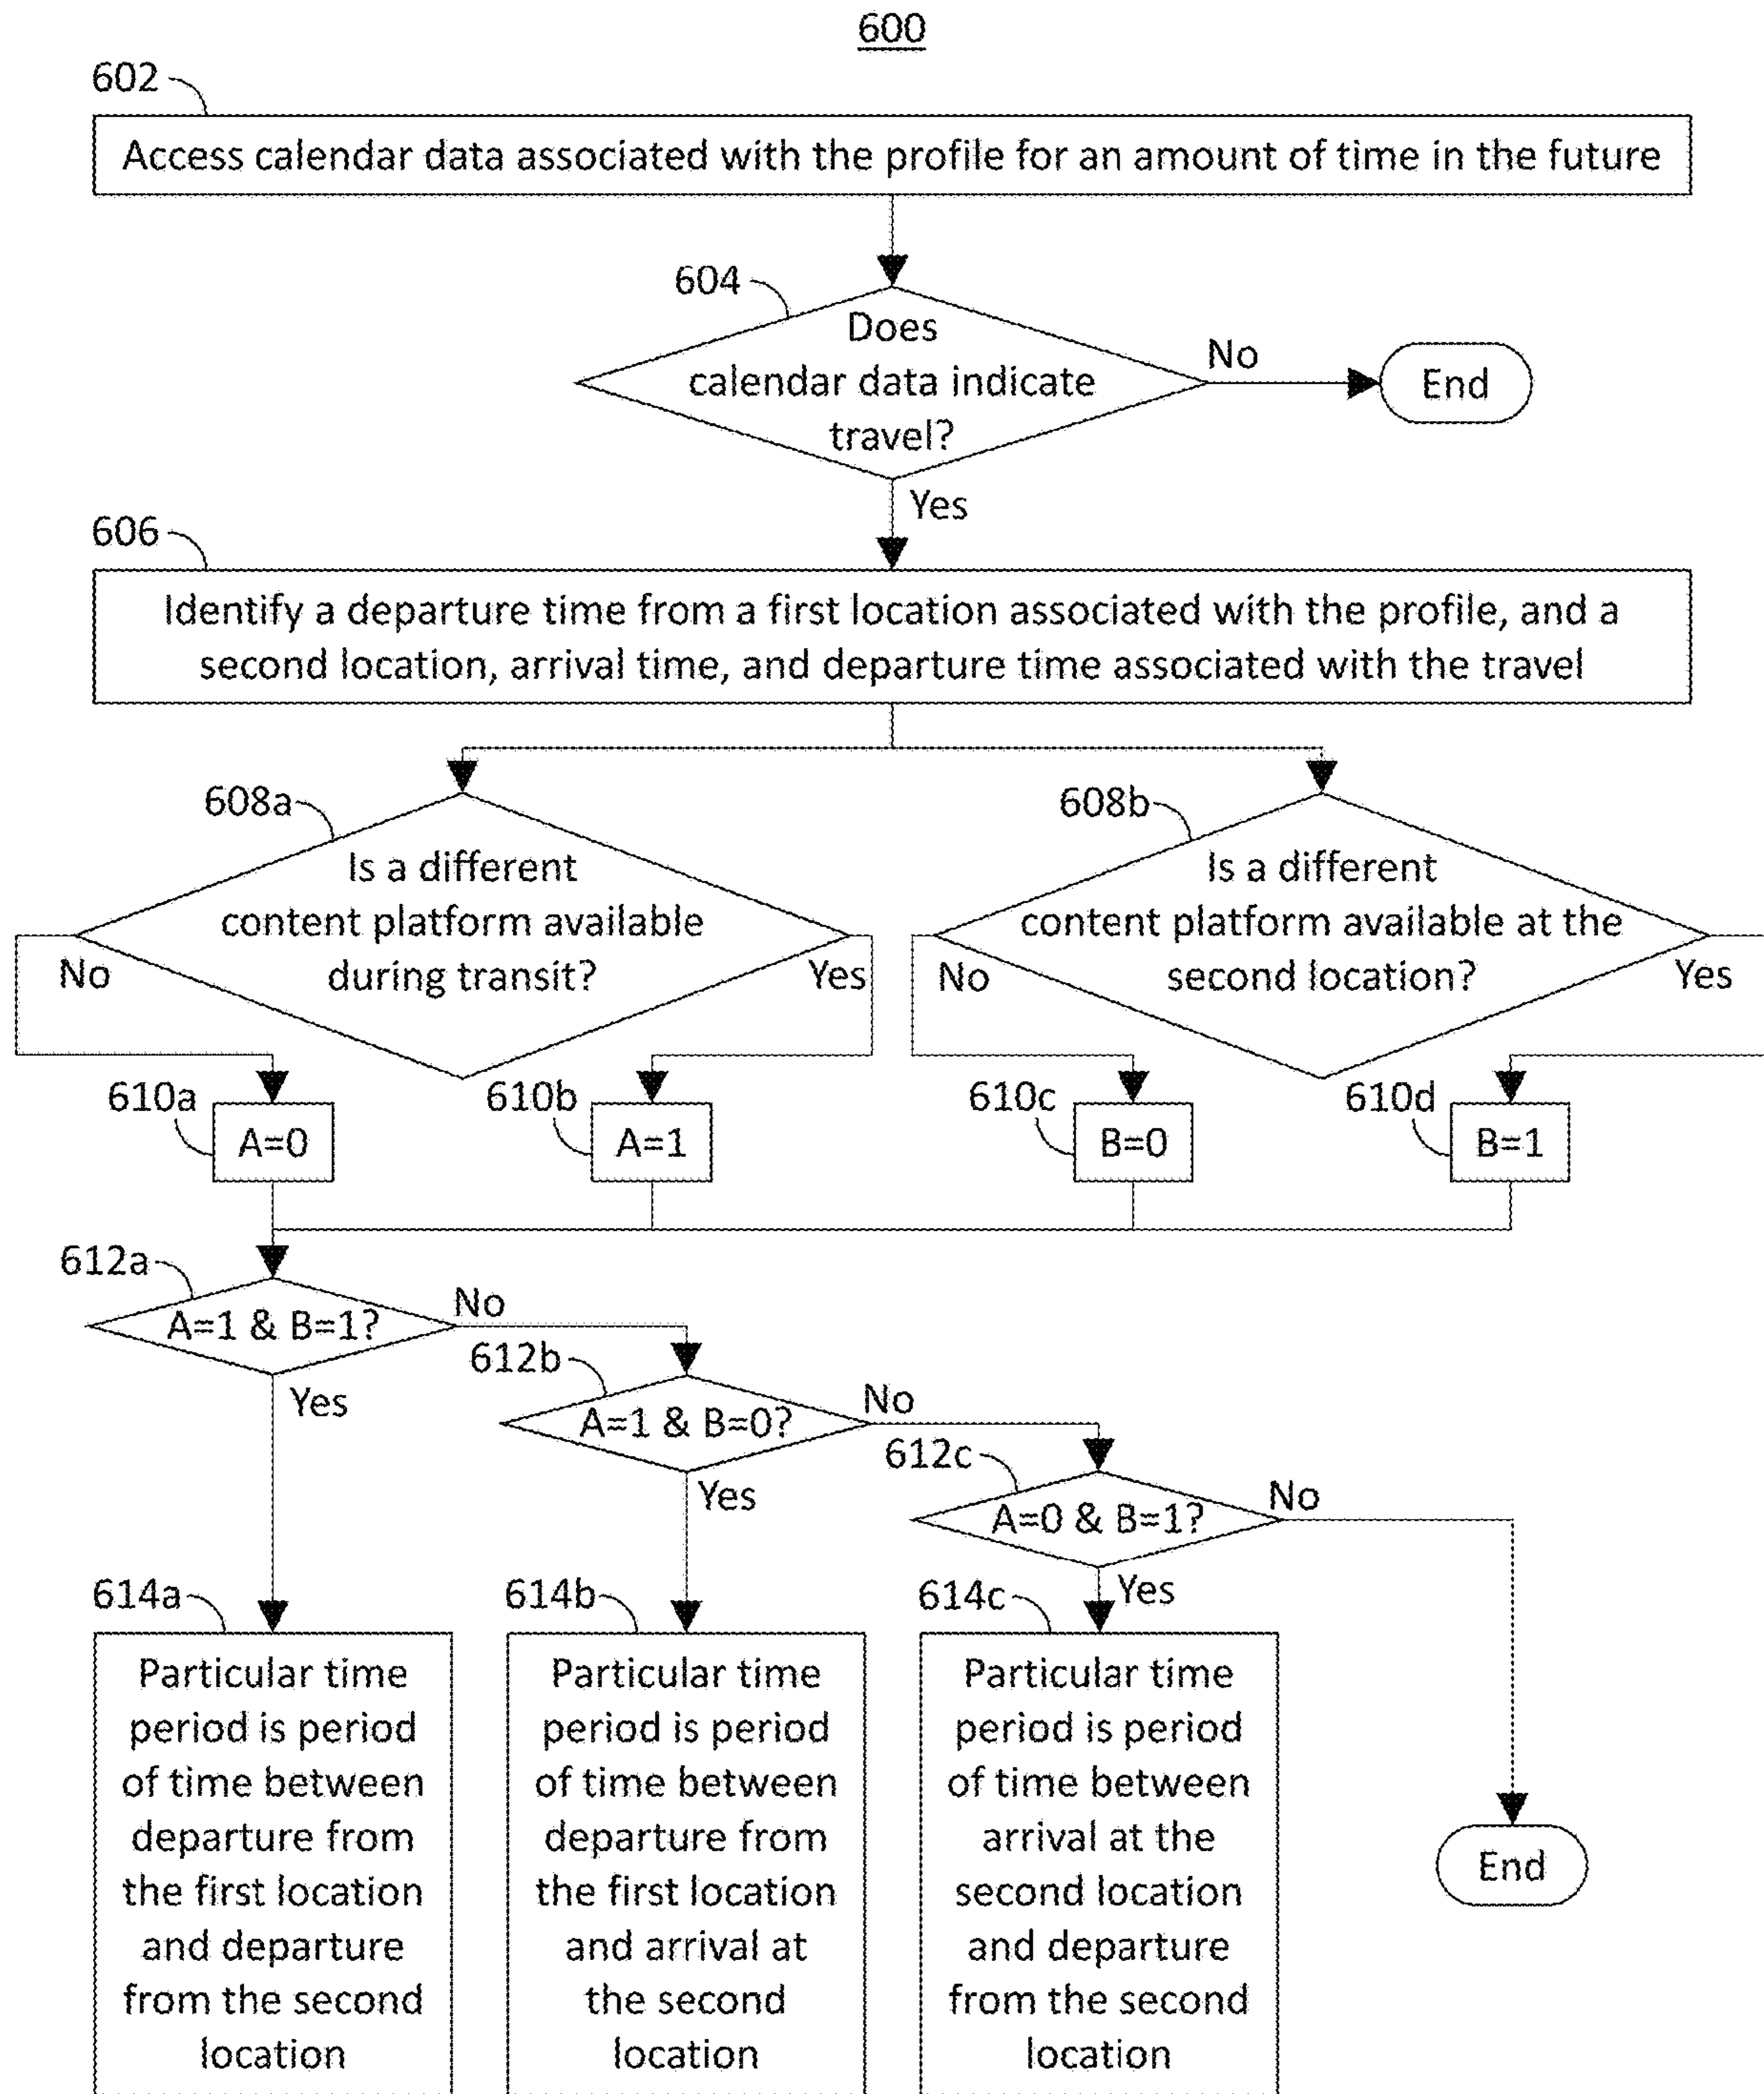 600
602
Access calendar data associated with the profile for an amount of time in the future
604
Does
calendar data indicate
travel?
No
End
Yes
606
Identify a departure time from a first location associated with the profile, and a
second location, arrival time, and departure time associated with the travel
608a
Is a different
content platform available
during transit?
No
Yes
608b
Is a different
content platform available at the
second location?
No
Yes
610a
A=0
610b
A=1
610c
B=0
610d
B=1
612a
A=1 & B=1?
No
Yes
612b
A=1 & B=0?
No
Yes
612c
A=0 & B=1?
No
Yes
614a
Particular time
period is period
of time between
departure from
the first location
and departure
from the second
location
614b
Particular time
period is period
of time between
departure from
the first location
and arrival at
the second
location
614c
Particular time
period is period
of time between
arrival at the
second location
and departure
from the second
location
End